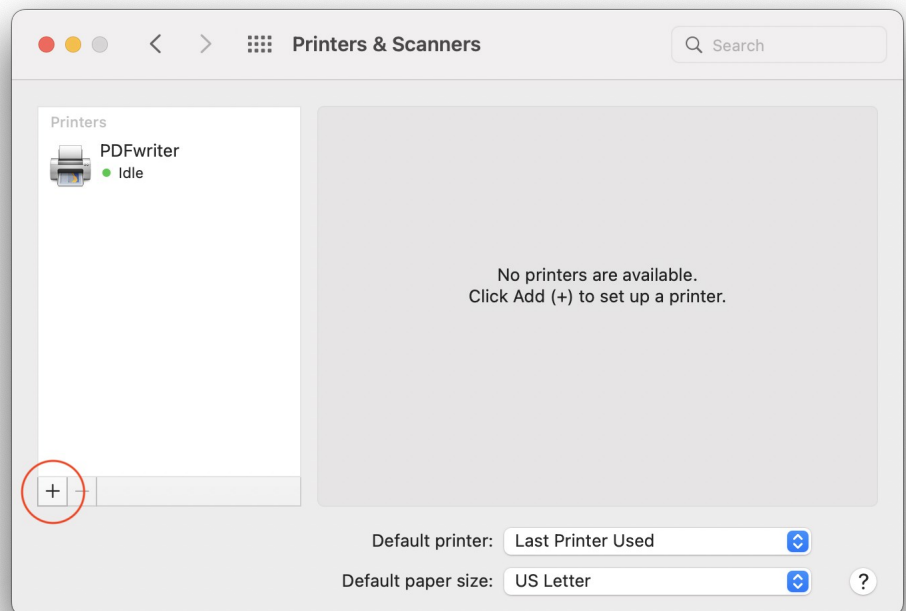 Printers & Scanners
Search
Printers
PDFwriter
Idle
No printers are available.
Click Add (+) to set up a printer.
+ −
Default printer: Last Printer Used
Default paper size: US Letter
?